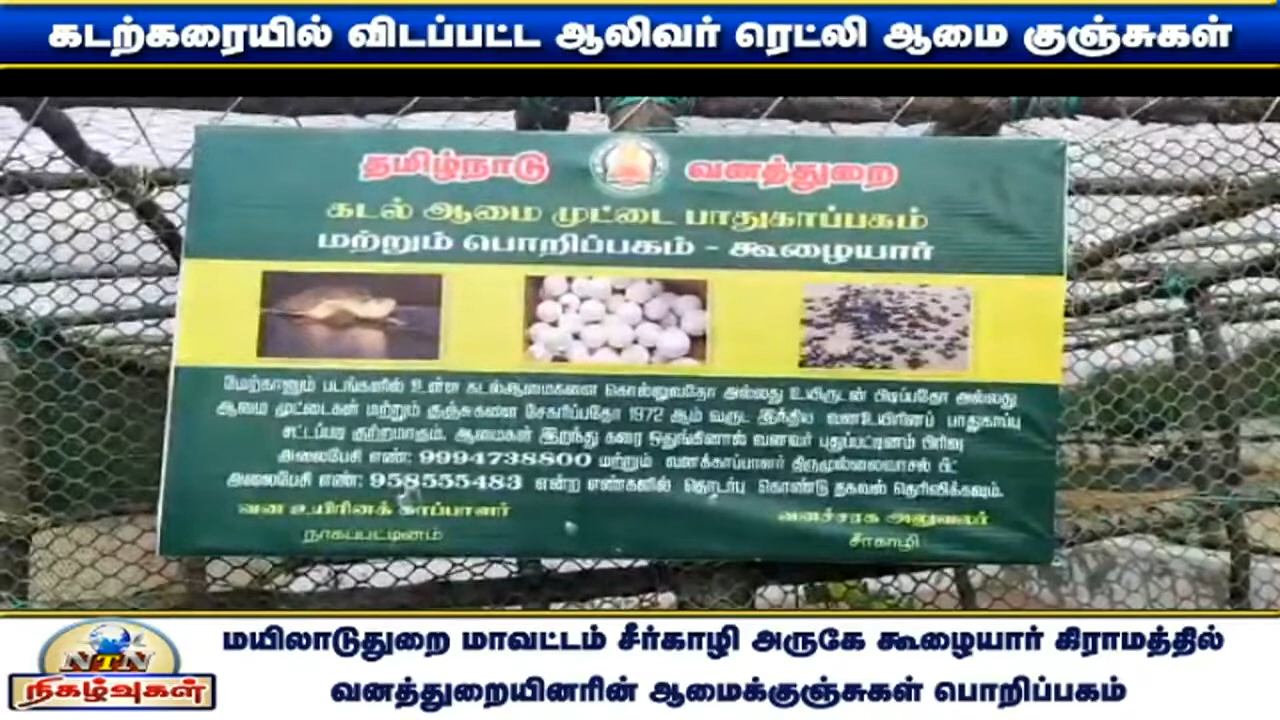 கடற்கரையில் விடப்பட்ட ஆலிவர் ரெட்லி ஆமை குஞ்சுகள்
தமிழ்நாடு வனத்துறை
கடல் ஆமை முட்டை பாதுகாப்பகம்
மற்றும் பொறிப்பகம் - கூழையார்
மேற்காணும் படங்களில் உள்ள கடல்ஆமைகளை கொல்லுவதோ அல்லது உயிருடன் பிடிப்பதோ அல்லது
ஆமை முட்டைகள் மற்றும் குஞ்சுகளை சேகரிப்பதோ 1972 ஆம் வருட இந்திய வனஉயிரினப் பாதுகாப்பு
சட்டப்படி குற்றமாகும். ஆமைகள் இறந்து கரை ஒதுங்கினால் வனவர் புதுப்பட்டினம் பிரிவு
அலைபேசி எண்: 9994738800 மற்றும் வனக்காப்பாளர் திருமுல்லைவாசல் பீட்
அலைபேசி எண்: 958555483 என்ற எண்களில் தொடர்பு கொண்டு தகவல் தெரிவிக்கவும்.
வன உயிரினக் காப்பாளர் வனச்சரக அலுவலர்
நாகப்பட்டினம் சீர்காழி
NTN
நிகழ்வுகள்
மயிலாடுதுறை மாவட்டம் சீர்காழி அருகே கூழையார் கிராமத்தில்
வனத்துறையினரின் ஆமைக்குஞ்சுகள் பொறிப்பகம்